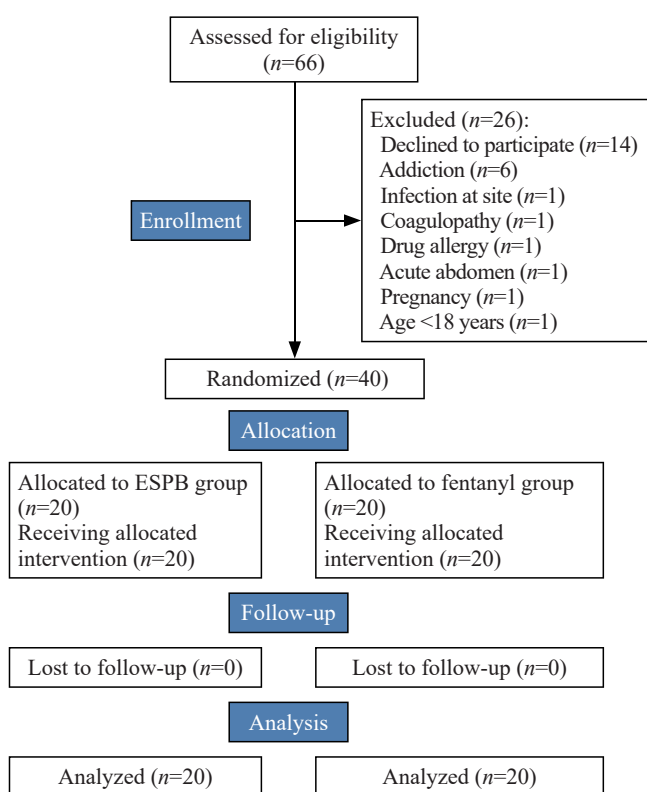 Assessed for eligibility
(n=66)
Excluded (n=26):
Declined to participate (n=14)
Addiction (n=6)
Infection at site (n=1)
Coagulopathy (n=1)
Drug allergy (n=1)
Acute abdomen (n=1)
Pregnancy (n=1)
Age <18 years (n=1)
Enrollment
Randomized (n=40)
Allocation
Allocated to ESPB group
(n=20)
Receiving allocated
intervention (n=20)
Allocated to fentanyl group
(n=20)
Receiving allocated
intervention (n=20)
Follow-up
Lost to follow-up (n=0)
Lost to follow-up (n=0)
Analysis
Analyzed (n=20)
Analyzed (n=20)